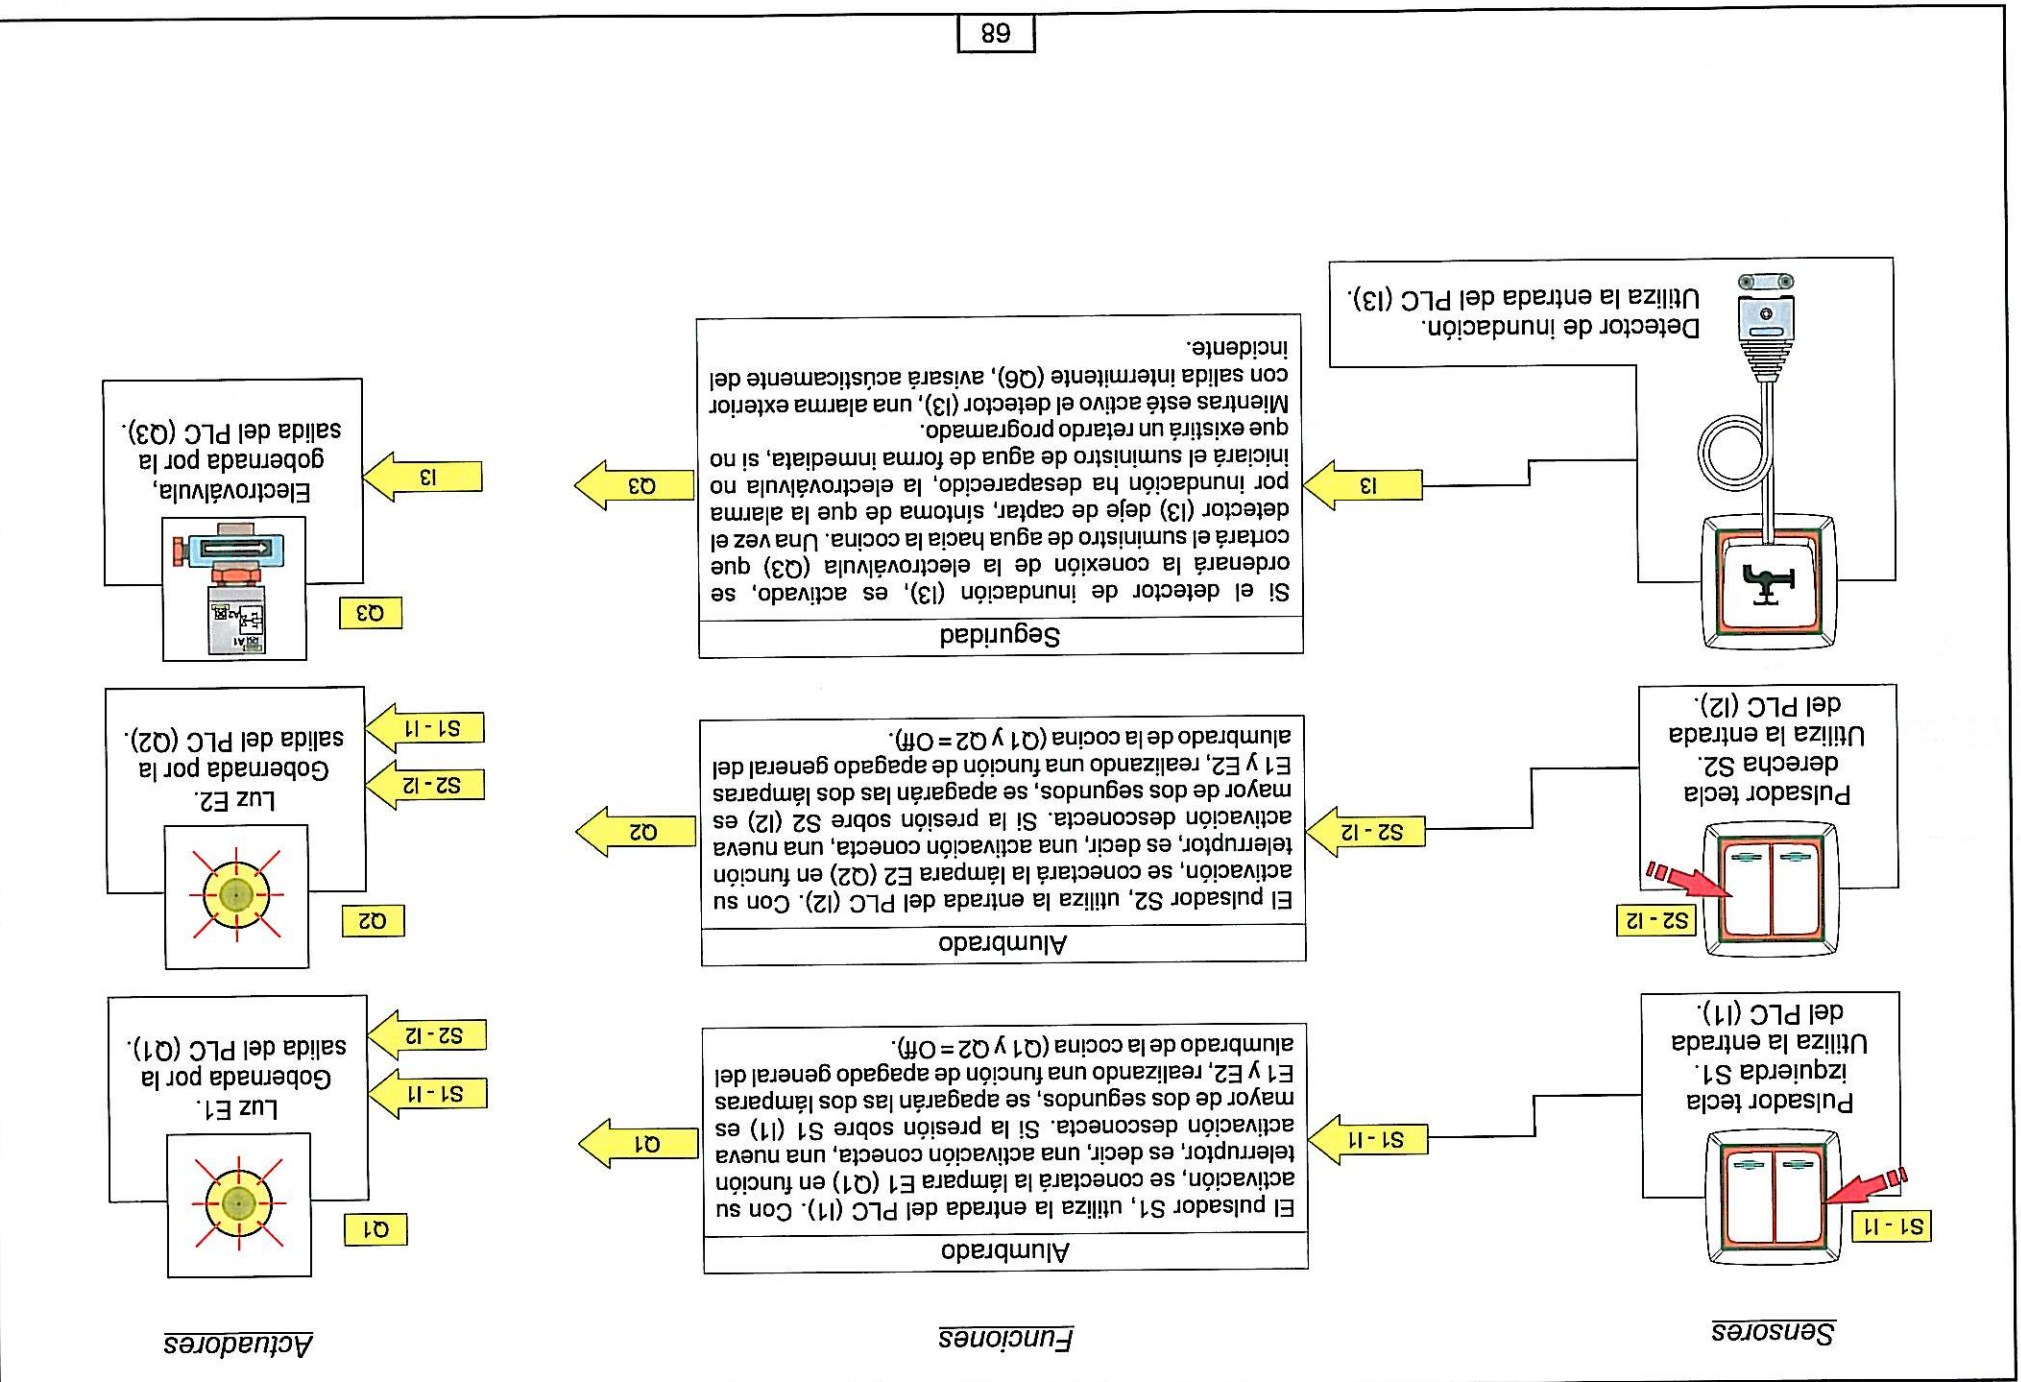 Sensores
Funciones
Actuadores
S1 - I1
Pulsador tecla
izquierda S1.
Utiliza la entrada
del PLC (I1).
S1 - I1
Alumbrado
El pulsador S1, utiliza la entrada del PLC (I1). Con su
activación, se conectará la lámpara E1 (Q1) en función
telerruptor, es decir, una activación conecta, una nueva
activación desconecta. Si la presión sobre S1 (I1) es
mayor de dos segundos, se apagarán las dos lámparas
E1 y E2, realizando una función de apagado general del
alumbrado de la cocina (Q1 y Q2 = Off).
Q1
Q1
S1 - I1
S2 - I2
Luz E1.
Gobernada por la
salida del PLC (Q1).
S2 - I2
Pulsador tecla
derecha S2.
Utiliza la entrada
del PLC (I2).
S2 - I2
Alumbrado
El pulsador S2, utiliza la entrada del PLC (I2). Con su
activación, se conectará la lámpara E2 (Q2) en función
telerruptor, es decir, una activación conecta, una nueva
activación desconecta. Si la presión sobre S2 (I2) es
mayor de dos segundos, se apagarán las dos lámparas
E1 y E2, realizando una función de apagado general del
alumbrado de la cocina (Q1 y Q2 = Off).
Q2
Q2
S2 - I2
S1 - I1
Luz E2.
Gobernada por la
salida del PLC (Q2).
Detector de inundación.
Utiliza la entrada del PLC (I3).
I3
Seguridad
Si el detector de inundación (I3), es activado, se
ordenará la conexión de la electroválvula (Q3) que
cortará el suministro de agua hacia la cocina. Una vez el
detector (I3) deje de captar, síntoma de que la alarma
por inundación ha desaparecido, la electroválvula no
iniciará el suministro de agua de forma inmediata, si no
que existirá un retardo programado.
Mientras esté activo el detector (I3), una alarma exterior
con salida intermitente (Q6), avisará acústicamente del
incidente.
Q3
Q3
A1
A2
I3
Electroválvula,
gobernada por la
salida del PLC (Q3).
68